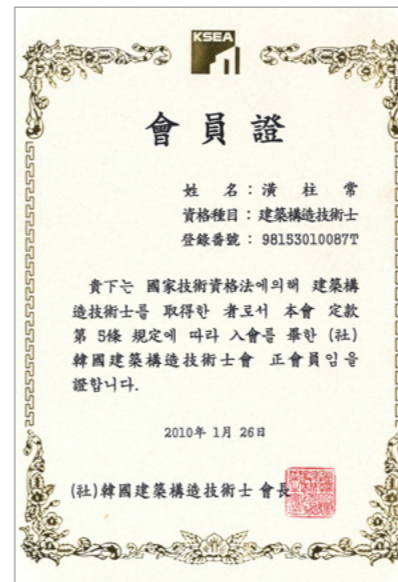 KSEA
會員證
姓 名 : 潢 柱 常
資格種目 : 建築構造技術士
登錄番號 : 98153010087T
貴下는 國家技術資格法에의해 建築構
造技術士를 取得한 者로서 本會 定款
第 5條 規定에 따라 入會를 畢한 (社)
韓國建築構造技術士會 正會員임을
證합니다.
2010年 1月 26日
(社)韓國建築構造技術士 會長